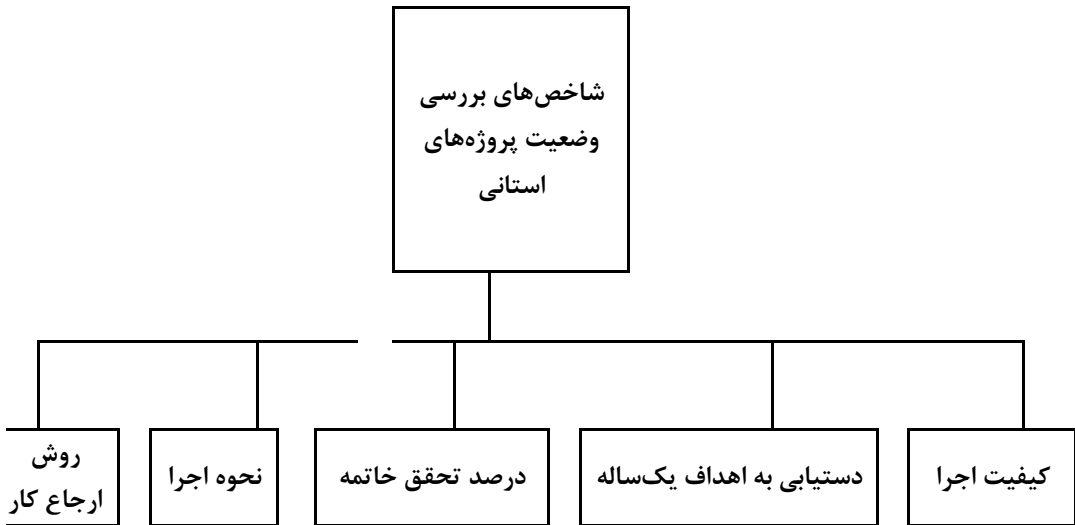 شاخص‌های بررسی
وضعیت پروژه‌های
استانی
کیفیت اجرا
دستیابی به اهداف یک‌ساله
درصد تحقق خاتمه
نحوه اجرا
روش
ارجاع کار